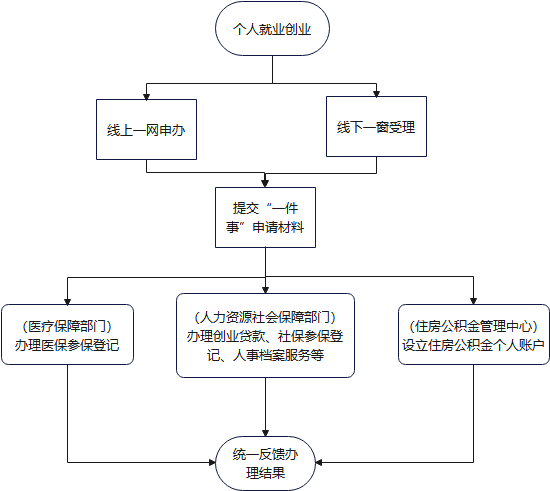 个人就业创业
线上一网申办
线下一窗受理
提交“一件
事”申请材料
（医疗保障部门）
办理医保参保登记
（人力资源社会保障部门）
办理创业贷款、社保参保登
记、人事档案服务等
（住房公积金管理中心）
设立住房公积金个人账户
统一反馈办
理结果